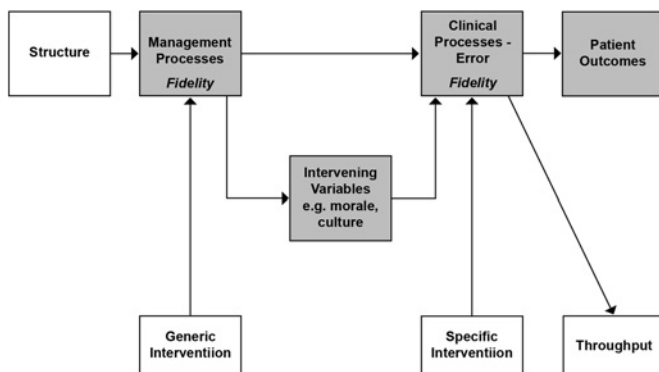 Structure
Management
Processes
Fidelity
Clinical
Processes -
Error
Fidelity
Patient
Outcomes
Intervening
Variables
e.g. morale,
culture
Generic
Interventiion
Specific
Interventiion
Throughput